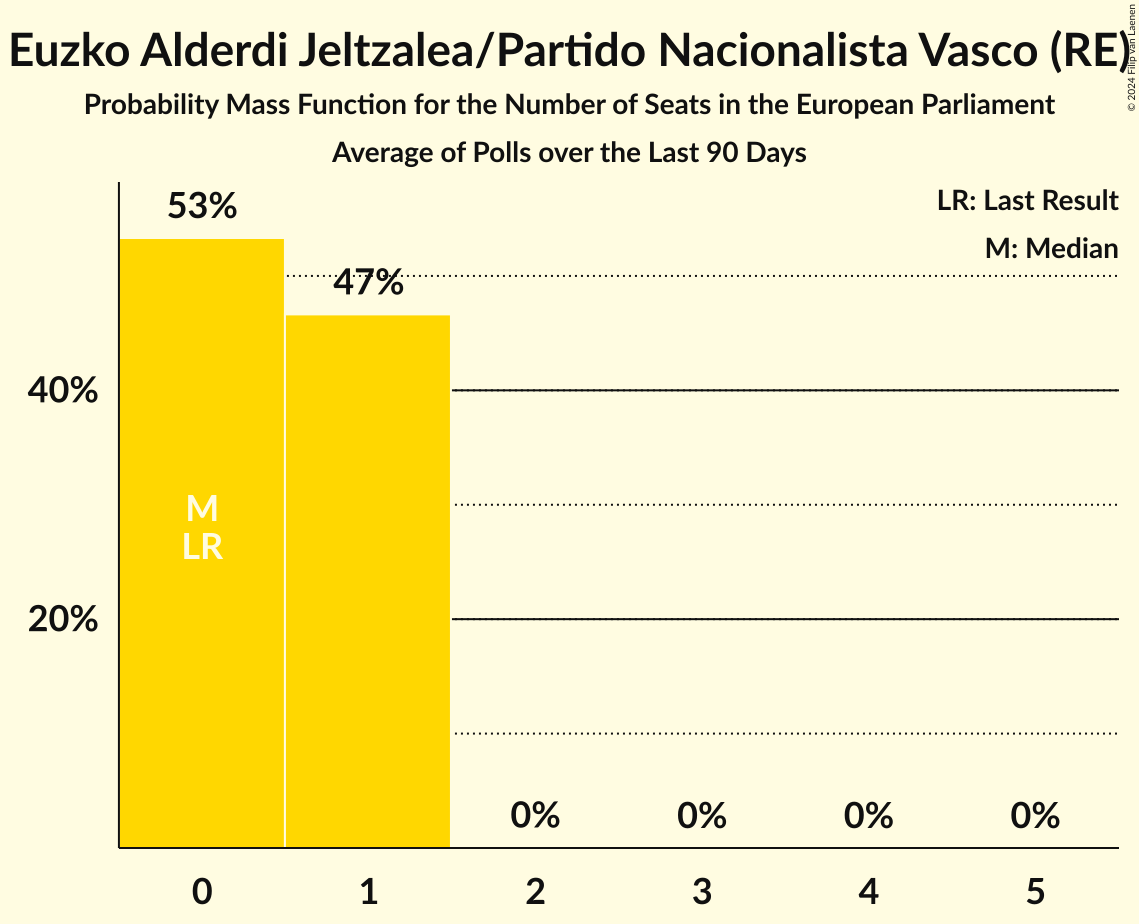 Euzko Alderdi Jeltzalea/Partido Nacionalista Vasco (RE)
© 2024 Filip van Laenen
Probability Mass Function for the Number of Seats in the European Parliament
Average of Polls over the Last 90 Days
LR: Last Result
M: Median
53%
47%
40%
20%
M
LR
0%
0%
0%
0%
0
1
2
3
4
5